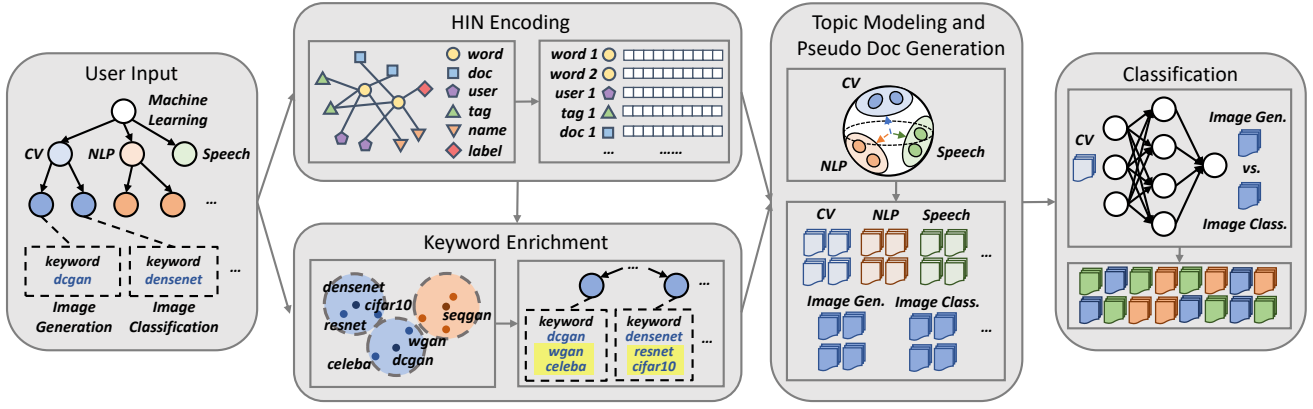 User Input
Machine
Learning
CV
NLP
Speech
...
keyword
dcgan
keyword
densenet
...
Image
Generation
Image
Classification
HIN Encoding
word
doc
user
tag
name
label
word 1
word 2
user 1
tag 1
doc 1
...
......
Keyword Enrichment
densenet
cifar10
resnet
wgan
seqgan
celeba
dcgan
...
...
keyword
dcgan
wgan
celeba
keyword
densenet
resnet
cifar10
...
Topic Modeling and
Pseudo Doc Generation
CV
NLP
Speech
CV
NLP
Speech
...
Image Gen.
Image Class.
...
Classification
CV
Image Gen.
vs.
Image Class.